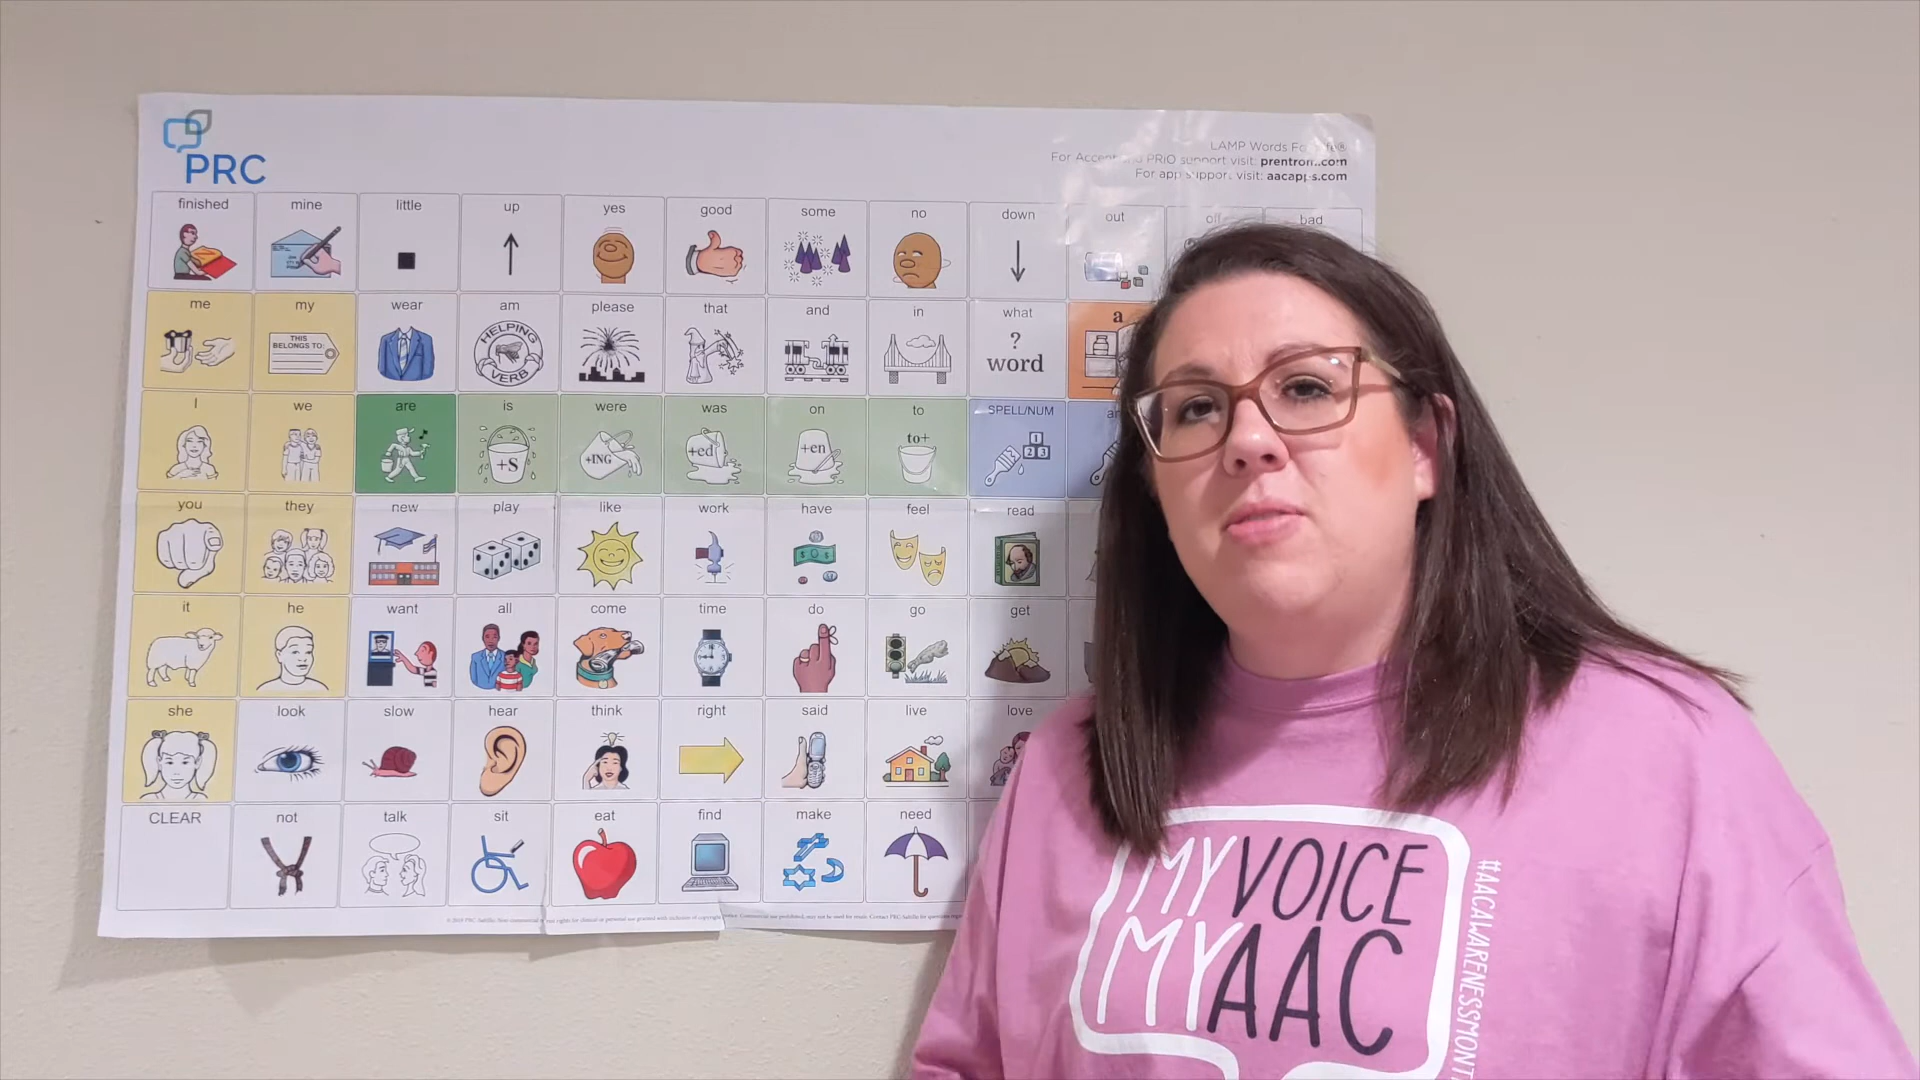 PRC
LAMP Words For Life®
For Accent and PRiO support visit: prentrom.com
For app support visit: aacapps.com
finished mine little up yes good some no down out off bad
me my wear am please that and in what a
THIS BELONGS TO: HELPING VERB ? word
I we are is were was on to SPELL/NUM
+S +ING +ed +en to+ 1 2 3
you they new play like work have feel read
it he want all come time do go get
she look slow hear think right said live love
CLEAR not talk sit eat find make need
MY VOICE
MY AAC
#AACAWARENESSMONT